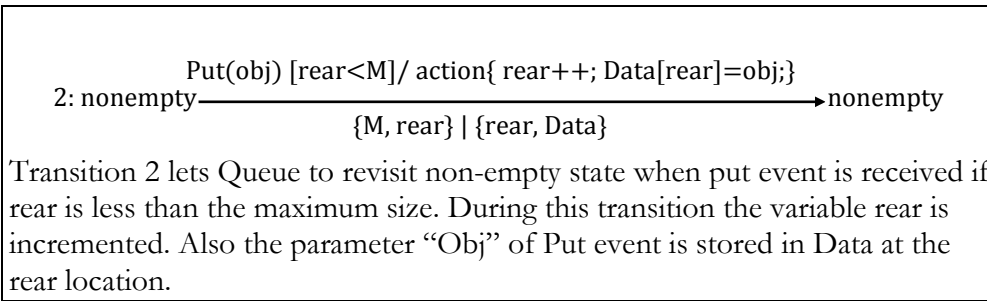 Put(obj) [rear<M]/ action{ rear++; Data[rear]=obj;}
2: nonempty nonempty
{M, rear} | {rear, Data}
Transition 2 lets Queue to revisit non-empty state when put event is received if
rear is less than the maximum size. During this transition the variable rear is
incremented. Also the parameter “Obj” of Put event is stored in Data at the
rear location.